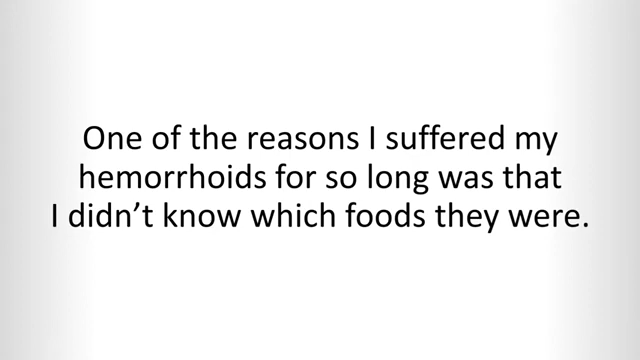 One of the reasons I suffered my
hemorrhoids for so long was that
I didn’t know which foods they were.